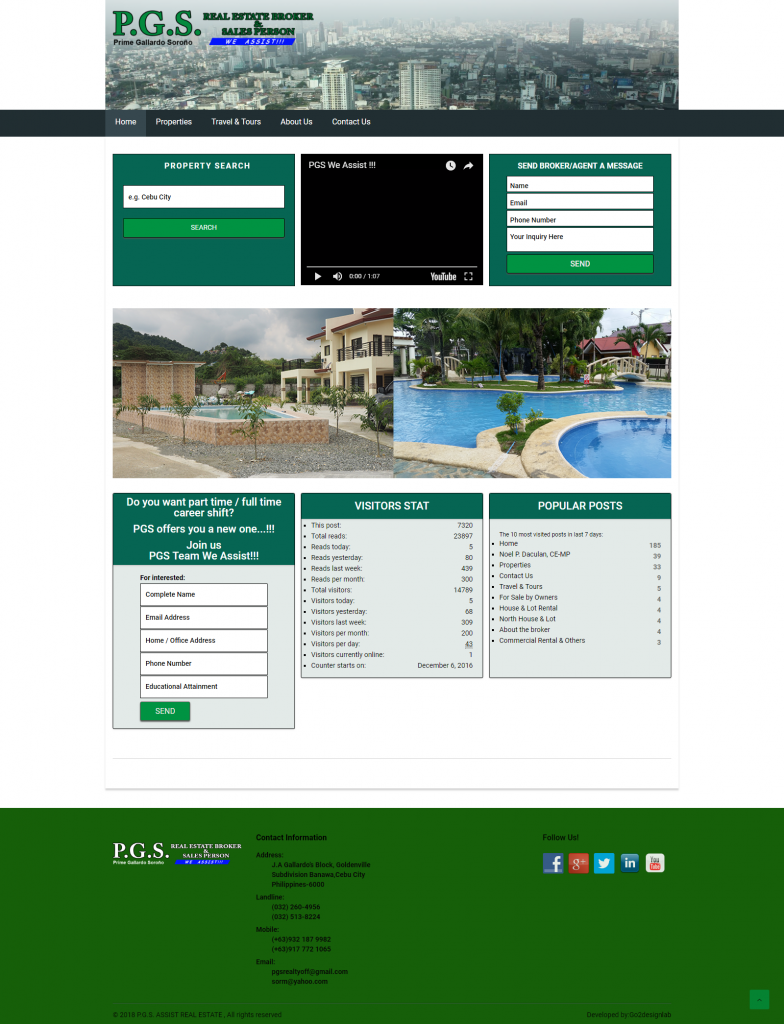 P.G.S. REAL ESTATE BROKER
&
SALES PERSON
Prime Gallardo Soroño
WE ASSIST!!!
Home
Properties
Travel & Tours
About Us
Contact Us
PROPERTY SEARCH
e.g. Cebu City
SEARCH
PGS We Assist !!!
0:00 / 1:07
YouTube
SEND BROKER/AGENT A MESSAGE
Name
Email
Phone Number
Your Inquiry Here
SEND
Do you want part time / full time
career shift?
PGS offers you a new one...!!!
Join us
PGS Team We Assist!!!
For interested:
Complete Name
Email Address
Home / Office Address
Phone Number
Educational Attainment
SEND
VISITORS STAT
This post: 7320
Total reads: 23897
Reads today: 5
Reads yesterday: 80
Reads last week: 439
Reads per month: 300
Total visitors: 14789
Visitors today: 5
Visitors yesterday: 68
Visitors last week: 309
Visitors per month: 200
Visitors per day: 43
Visitors currently online: 1
Counter starts on: December 6, 2016
POPULAR POSTS
The 10 most visited posts in last 7 days:
Home 185
Noel P. Daculan, CE-MP 39
Properties 33
Contact Us 9
Travel & Tours 5
For Sale by Owners 4
House & Lot Rental 4
North House & Lot 4
About the broker 4
Commercial Rental & Others 3
P.G.S. REAL ESTATE BROKER
&
SALES PERSON
Prime Gallardo Soroño
WE ASSIST!!!
Contact Information
Address:
J.A Gallardo's Block, Goldenville
Subdivision Banawa,Cebu City
Philippines-6000
Landline:
(032) 260-4956
(032) 513-8224
Mobile:
(+63)932 187 9982
(+63)917 772 1065
Email:
pgsrealtyoff@gmail.com
sorm@yahoo.com
Follow Us!
You
Tube
© 2018 P.G.S. ASSIST REAL ESTATE . All rights reserved
Developed by Go2designlab